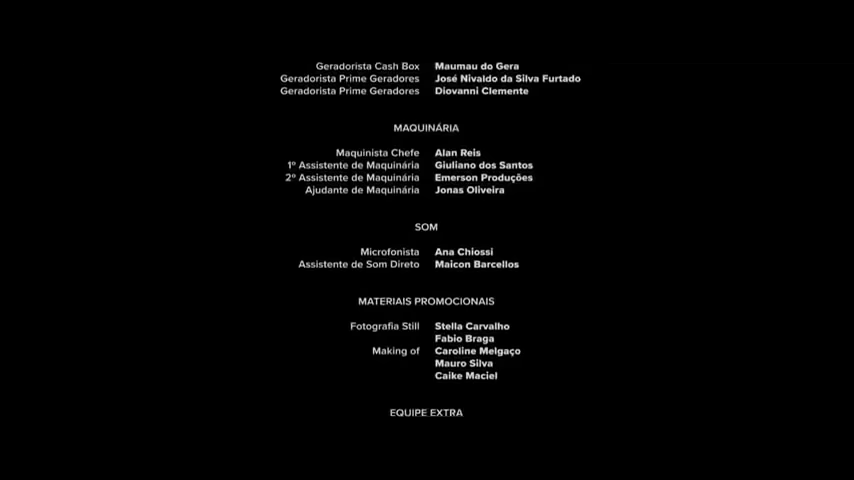 Geradorista Cash Box Maumau do Gera
Geradorista Prime Geradores José Nivaldo da Silva Furtado
Geradorista Prime Geradores Diovanni Clemente
MAQUINÁRIA
Maquinista Chefe Alan Reis
1º Assistente de Maquinária Giuliano dos Santos
2º Assistente de Maquinária Emerson Produções
Ajudante de Maquinária Jonas Oliveira
SOM
Microfonista Ana Chiossi
Assistente de Som Direto Maicon Barcellos
MATERIAIS PROMOCIONAIS
Fotografia Still Stella Carvalho
Fabio Braga
Making of Caroline Melgaço
Mauro Silva
Caike Maciel
EQUIPE EXTRA